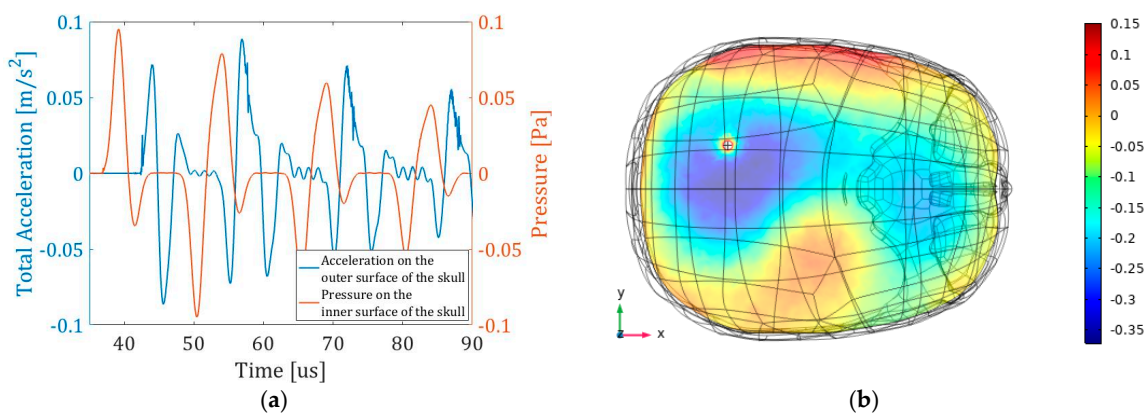 Total Acceleration [m/s²]
0.1
0.05
0
-0.05
-0.1
40 50 60 70 80 90
Time [us]
0.1
0.05
0
-0.05
-0.1
Pressure [Pa]
Acceleration on the
outer surface of the skull
Pressure on the
inner surface of the skull
(a)
y
z x
0.15
0.1
0.05
0
-0.05
-0.1
-0.15
-0.2
-0.25
-0.3
-0.35
(b)